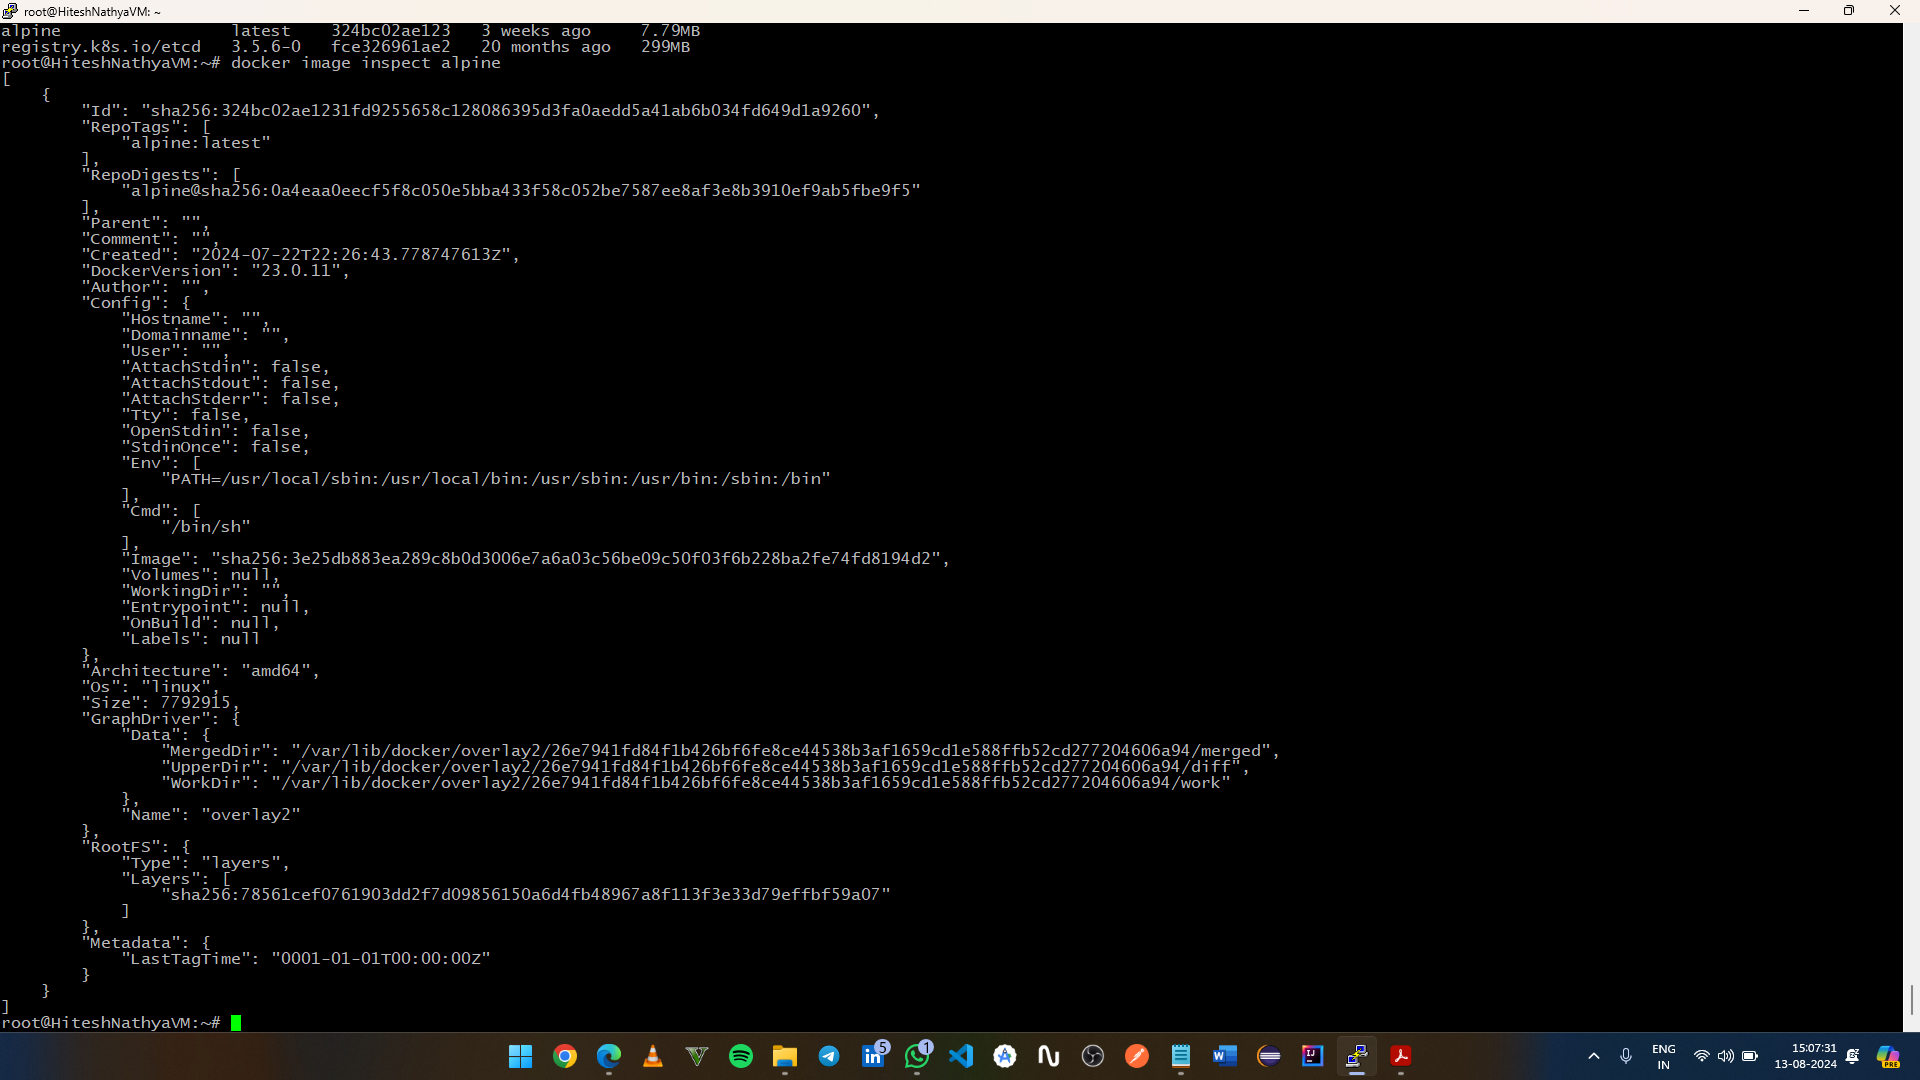 root@HiteshNathyaVM: ~
alpine                 latest    324bc02ae123   3 weeks ago     7.79MB
registry.k8s.io/etcd   3.5.6-0   fce326961ae2   20 months ago   299MB
root@HiteshNathyaVM:~# docker image inspect alpine
[
    {
        "Id": "sha256:324bc02ae1231fd9255658c128086395d3fa0aedd5a41ab6b034fd649d1a9260",
        "RepoTags": [
            "alpine:latest"
        ],
        "RepoDigests": [
            "alpine@sha256:0a4eaa0eecf5f8c050e5bba433f58c052be7587ee8af3e8b3910ef9ab5fbe9f5"
        ],
        "Parent": "",
        "Comment": "",
        "Created": "2024-07-22T22:26:43.778747613Z",
        "DockerVersion": "23.0.11",
        "Author": "",
        "Config": {
            "Hostname": "",
            "Domainname": "",
            "User": "",
            "AttachStdin": false,
            "AttachStdout": false,
            "AttachStderr": false,
            "Tty": false,
            "OpenStdin": false,
            "StdinOnce": false,
            "Env": [
                "PATH=/usr/local/sbin:/usr/local/bin:/usr/sbin:/usr/bin:/sbin:/bin"
            ],
            "Cmd": [
                "/bin/sh"
            ],
            "Image": "sha256:3e25db883ea289c8b0d3006e7a6a03c56be09c50f03f6b228ba2fe74fd8194d2",
            "Volumes": null,
            "WorkingDir": "",
            "Entrypoint": null,
            "OnBuild": null,
            "Labels": null
        },
        "Architecture": "amd64",
        "Os": "linux",
        "Size": 7792915,
        "GraphDriver": {
            "Data": {
                "MergedDir": "/var/lib/docker/overlay2/26e7941fd84f1b426bf6fe8ce44538b3af1659cd1e588ffb52cd277204606a94/merged",
                "UpperDir": "/var/lib/docker/overlay2/26e7941fd84f1b426bf6fe8ce44538b3af1659cd1e588ffb52cd277204606a94/diff",
                "WorkDir": "/var/lib/docker/overlay2/26e7941fd84f1b426bf6fe8ce44538b3af1659cd1e588ffb52cd277204606a94/work"
            },
            "Name": "overlay2"
        },
        "RootFS": {
            "Type": "layers",
            "Layers": [
                "sha256:78561cef0761903dd2f7d09856150a6d4fb48967a8f113f3e33d79effbf59a07"
            ]
        },
        "Metadata": {
            "LastTagTime": "0001-01-01T00:00:00Z"
        }
    }
]
root@HiteshNathyaVM:~#
5
1
ENG
IN
15:07:31
13-08-2024
PRE